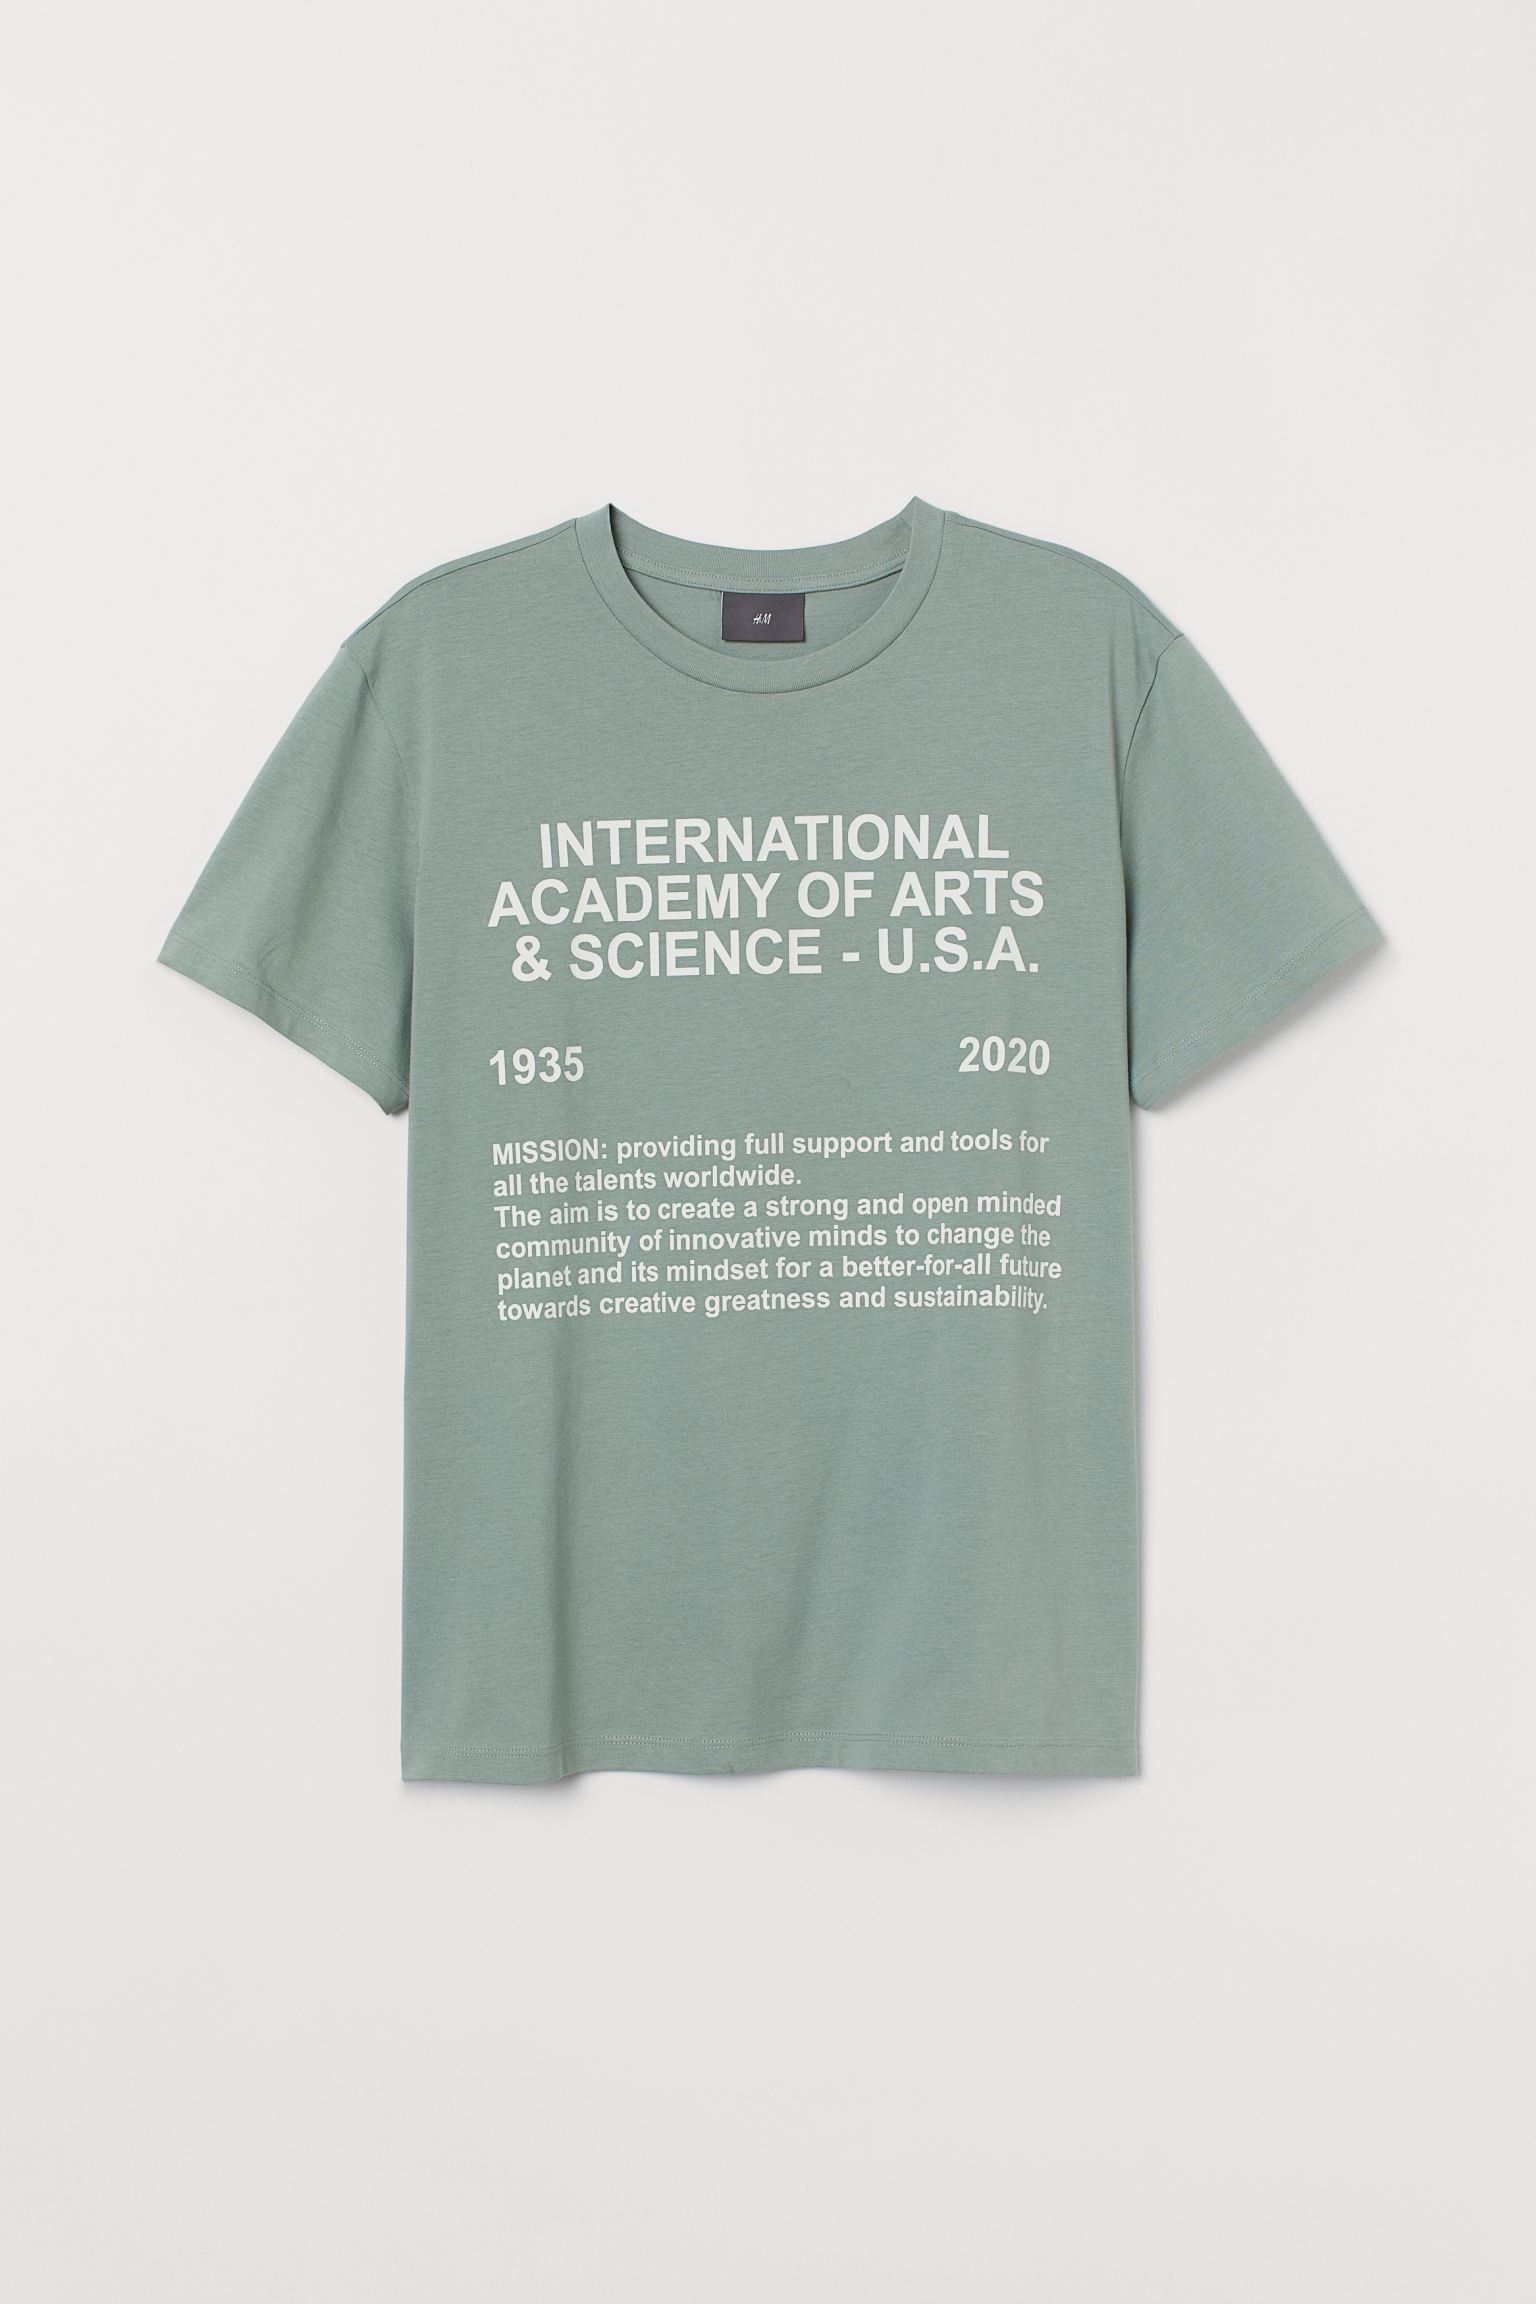 H&M
INTERNATIONAL
ACADEMY OF ARTS
& SCIENCE - U.S.A.
1935 2020
MISSION: providing full support and tools for
all the talents worldwide.
The aim is to create a strong and open minded
community of innovative minds to change the
planet and its mindset for a better-for-all future
towards creative greatness and sustainability.